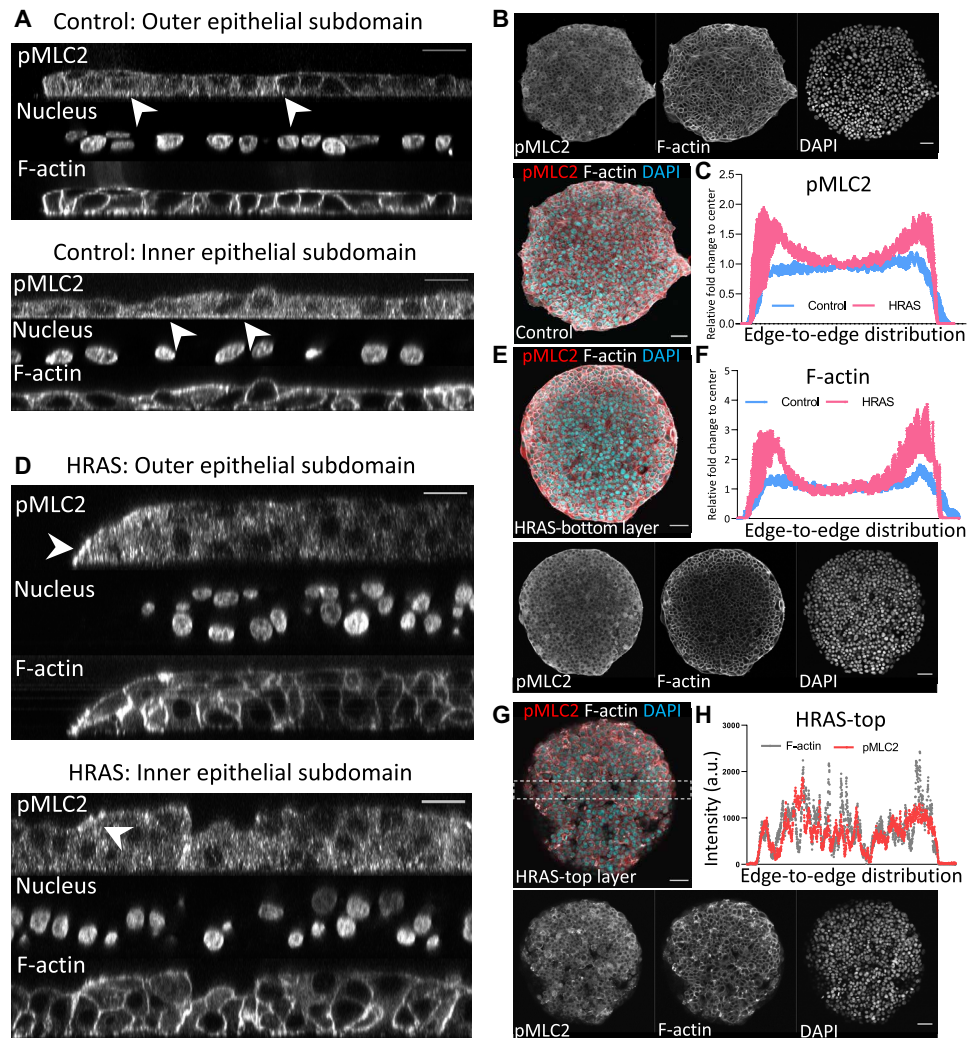 A
Control: Outer epithelial subdomain
pMLC2
Nucleus
F-actin
Control: Inner epithelial subdomain
pMLC2
Nucleus
F-actin
B
pMLC2
F-actin
DAPI
pMLC2 F-actin DAPI
Control
C
pMLC2
Relative fold change to center
2.5
2.0
1.5
1.0
0.5
0.0
Control
HRAS
Edge-to-edge distribution
D
HRAS: Outer epithelial subdomain
pMLC2
Nucleus
F-actin
HRAS: Inner epithelial subdomain
pMLC2
Nucleus
F-actin
E
pMLC2 F-actin DAPI
HRAS-bottom layer
F
F-actin
Relative fold change to center
5
4
3
2
1
0
Control
HRAS
Edge-to-edge distribution
pMLC2
F-actin
DAPI
G
pMLC2 F-actin DAPI
HRAS-top layer
H
HRAS-top
Intensity (a.u.)
3000
2000
1000
0
F-actin
pMLC2
Edge-to-edge distribution
pMLC2
F-actin
DAPI